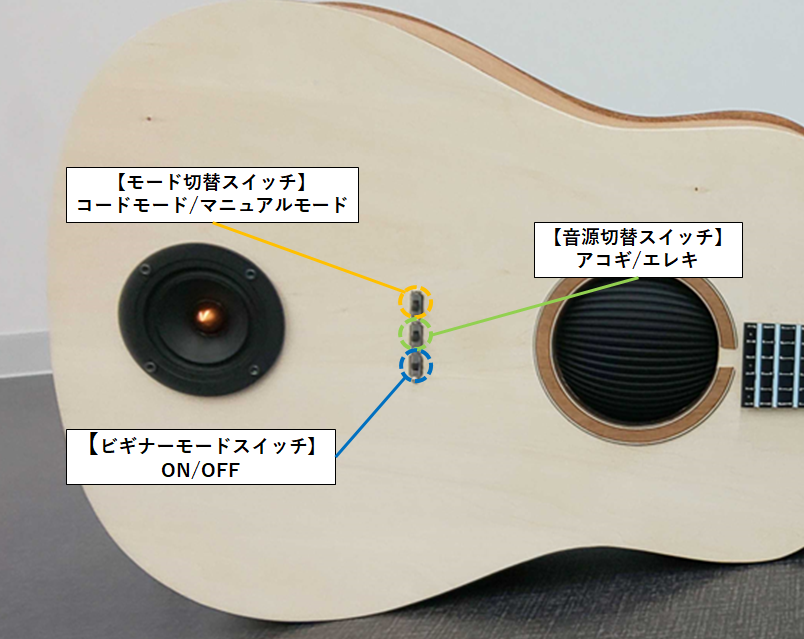 【モード切替スイッチ】
コードモード/マニュアルモード
【音源切替スイッチ】
アコギ/エレキ
【ビギナーモードスイッチ】
ON/OFF